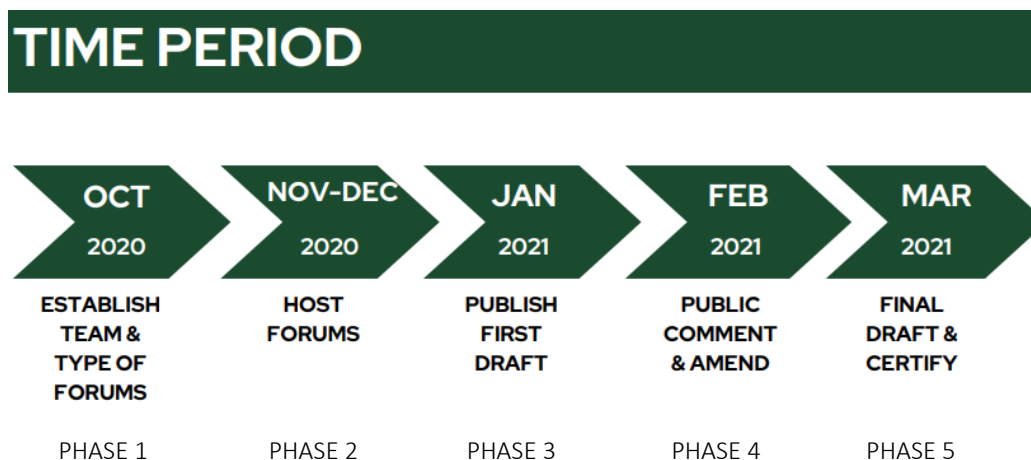 TIME PERIOD
OCT
2020
ESTABLISH
TEAM &
TYPE OF
FORUMS
PHASE 1
NOV-DEC
2020
HOST
FORUMS
PHASE 2
JAN
2021
PUBLISH
FIRST
DRAFT
PHASE 3
FEB
2021
PUBLIC
COMMENT
& AMEND
PHASE 4
MAR
2021
FINAL
DRAFT &
CERTIFY
PHASE 5